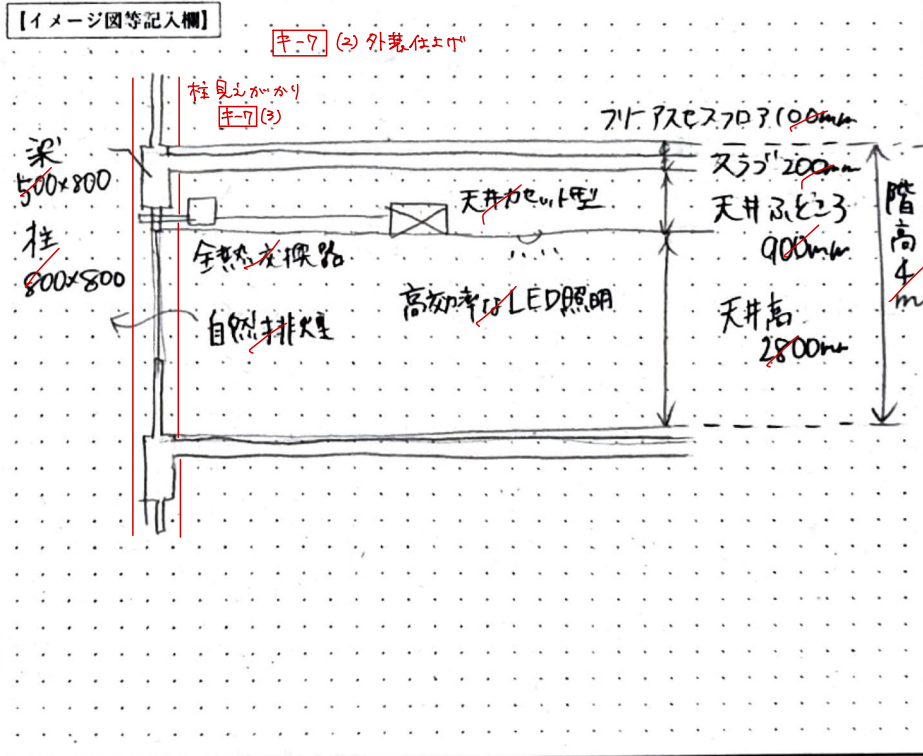 【イメージ図等記入欄】
キ-7 (2) 外装仕上げ
柱見えがかり
キ-7 (3)
フリーアスセスフロア100mm
スラブ200mm
梁
500×800
天井カセット型
天井ふところ
900mm
階高4m
柱
800×800
全熱交換器
高効率なLED照明
自然排煙
天井高
2800mm